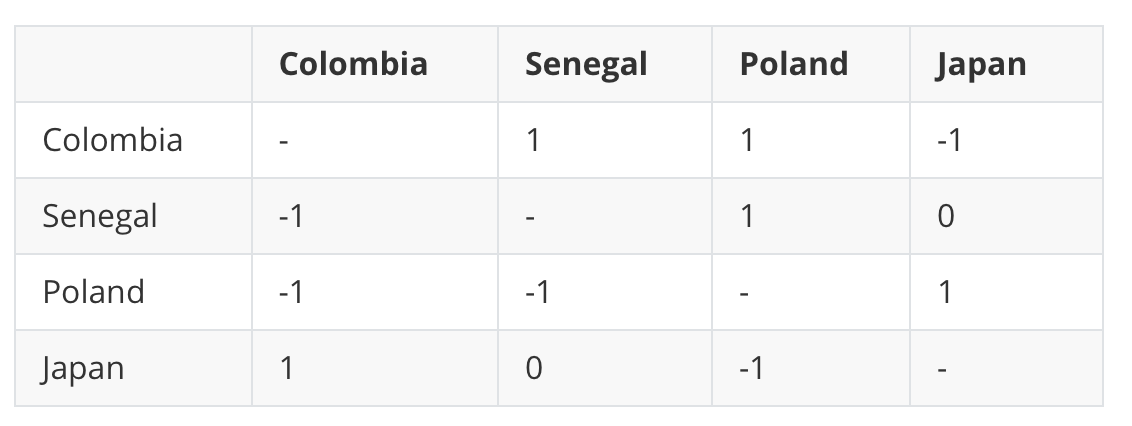 Colombia Senegal Poland Japan
Colombia - 1 1 -1
Senegal -1 - 1 0
Poland -1 -1 - 1
Japan 1 0 -1 -